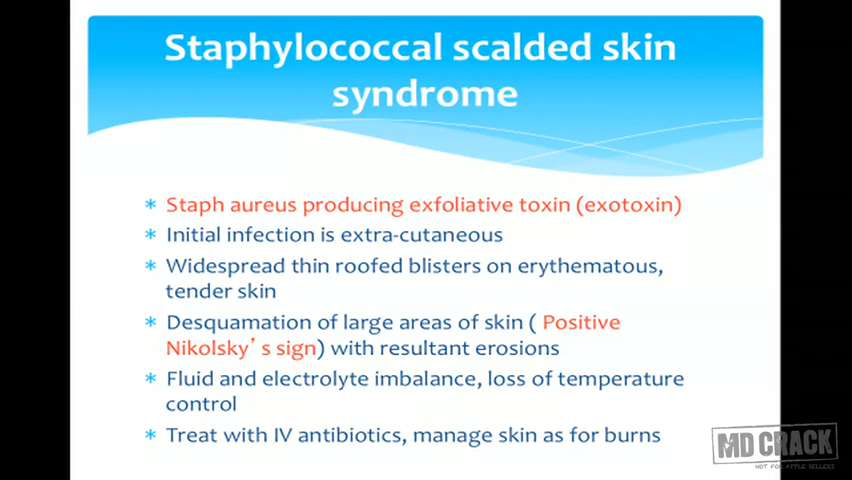 Staphylococcal scalded skin
syndrome
* Staph aureus producing exfoliative toxin (exotoxin)
* Initial infection is extra-cutaneous
* Widespread thin roofed blisters on erythematous,
tender skin
* Desquamation of large areas of skin ( Positive
Nikolsky’s sign) with resultant erosions
* Fluid and electrolyte imbalance, loss of temperature
control
* Treat with IV antibiotics, manage skin as for burns
MD CRACK
NOT FOR APPLE SELLERS